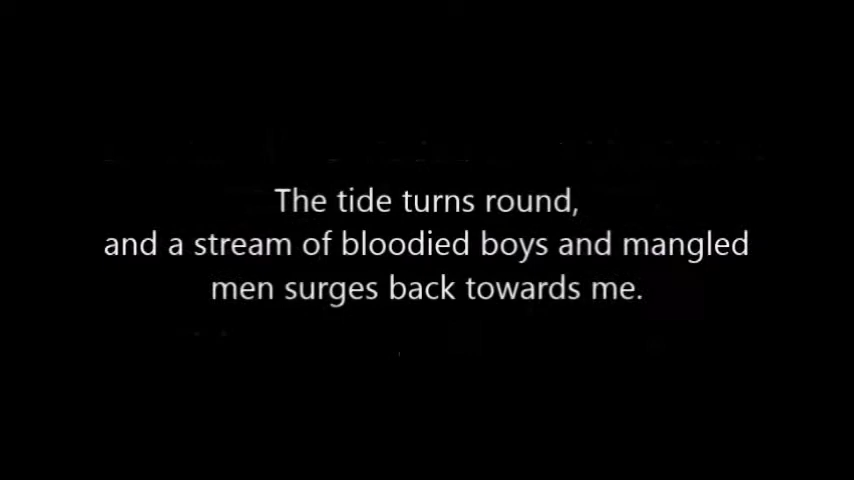 The tide turns round,
and a stream of bloodied boys and mangled
men surges back towards me.